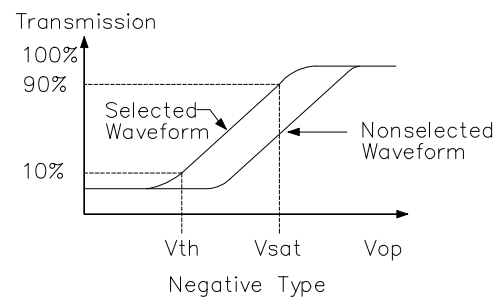 Transmission
100%
90%
Selected
Waveform
Nonselected
Waveform
10%
Vth
Vsat
Vop
Negative Type